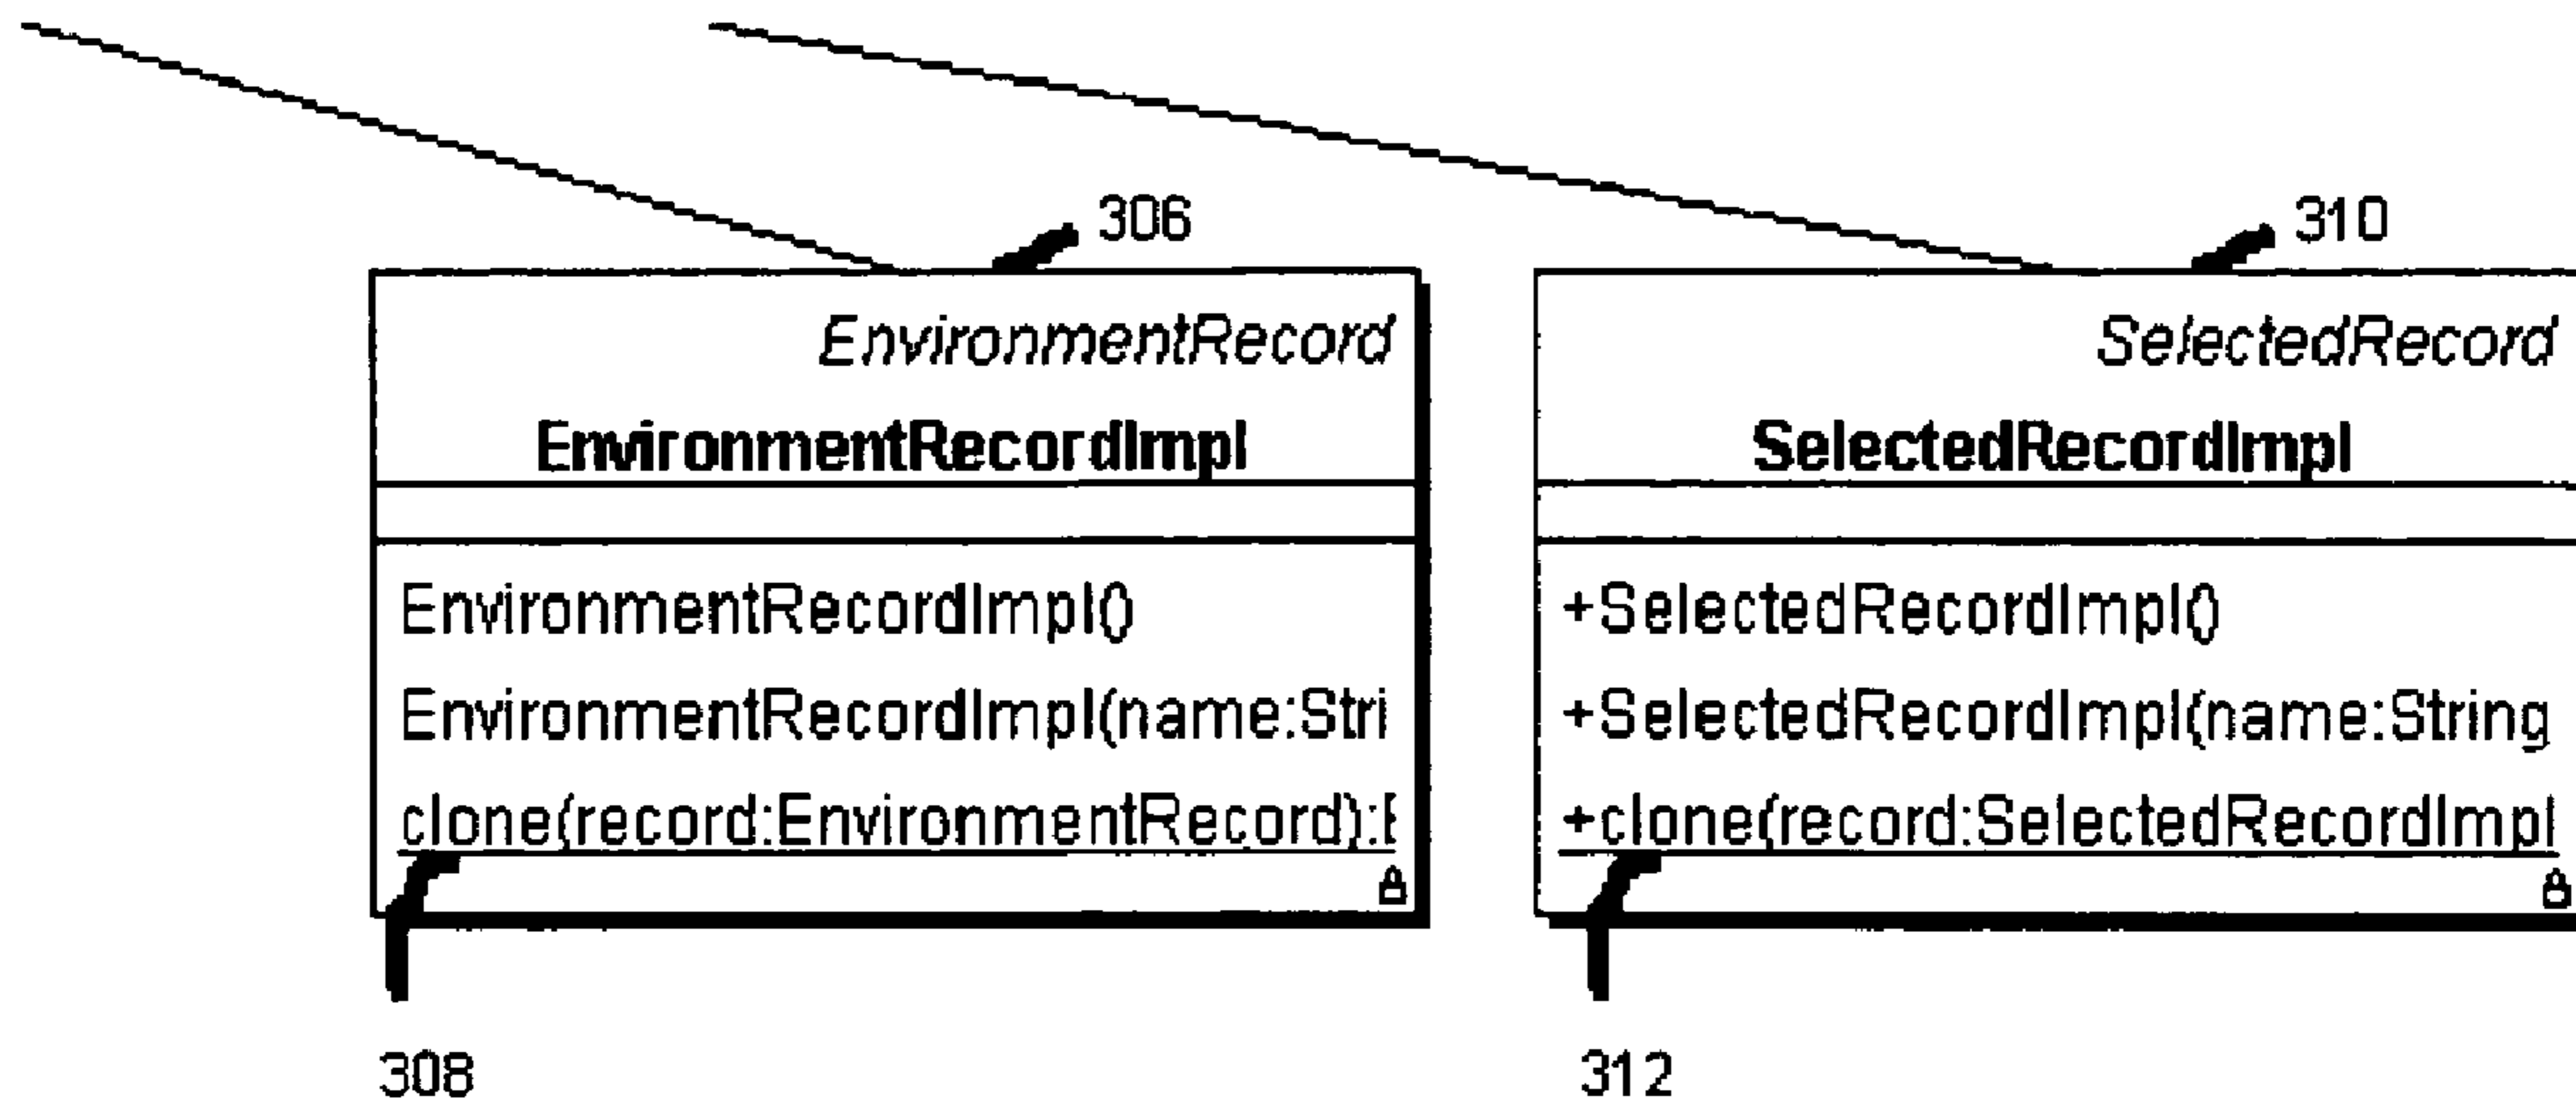 306
310
EnvironmentRecord
EnvironmentRecordImpl
EnvironmentRecordImpl()
EnvironmentRecordImpl(name:Stri
clone(record:EnvironmentRecord):E
308
SelectedRecord
SelectedRecordImpl
+SelectedRecordImpl()
+SelectedRecordImpl(name:String
+clone(record:SelectedRecordImpl
312